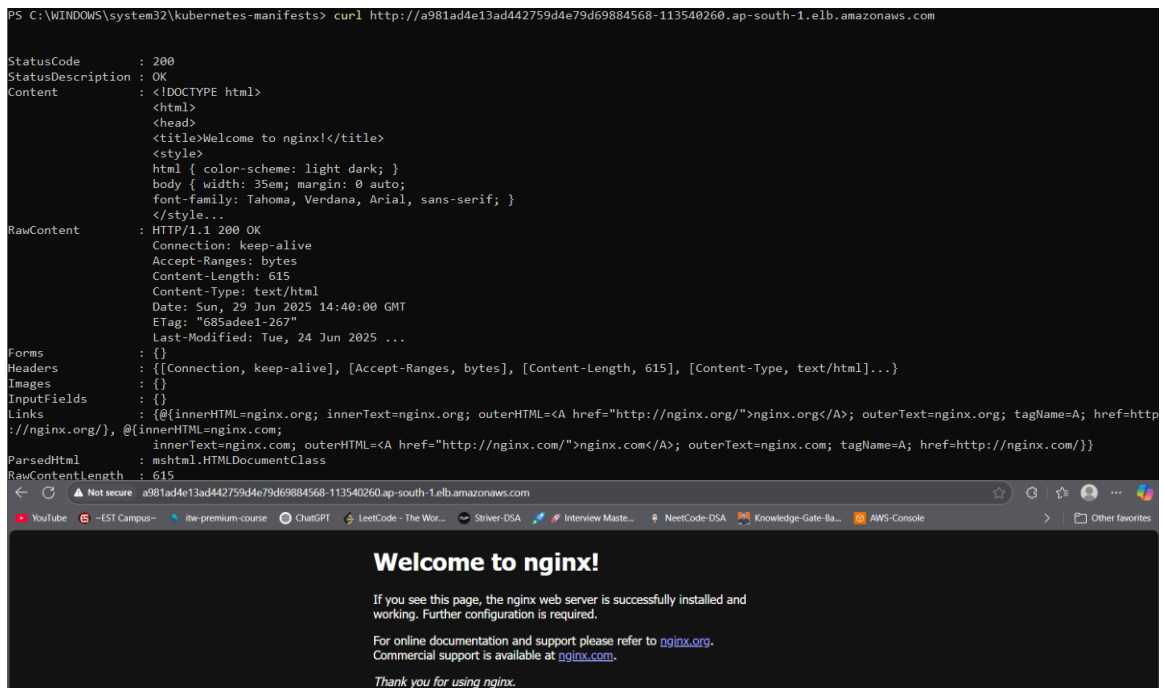 PS C:\WINDOWS\system32\kubernetes-manifests> curl http://a981ad4e13ad442759d4e79d69884568-113540260.ap-south-1.elb.amazonaws.com
StatusCode : 200
StatusDescription : OK
Content : <!DOCTYPE html>
<html>
<head>
<title>Welcome to nginx!</title>
<style>
html { color-scheme: light dark; }
body { width: 35em; margin: 0 auto;
font-family: Tahoma, Verdana, Arial, sans-serif; }
</style...
RawContent : HTTP/1.1 200 OK
Connection: keep-alive
Accept-Ranges: bytes
Content-Length: 615
Content-Type: text/html
Date: Sun, 29 Jun 2025 14:40:00 GMT
ETag: "685adee1-267"
Last-Modified: Tue, 24 Jun 2025 ...
Forms : {}
Headers : {[Connection, keep-alive], [Accept-Ranges, bytes], [Content-Length, 615], [Content-Type, text/html]...}
Images : {}
InputFields : {}
Links : {@{innerHTML=nginx.org; innerText=nginx.org; outerHTML=<A href="http://nginx.org/">nginx.org</A>; outerText=nginx.org; tagName=A; href=http
://nginx.org/}, @{innerHTML=nginx.com;
innerText=nginx.com; outerHTML=<A href="http://nginx.com/">nginx.com</A>; outerText=nginx.com; tagName=A; href=http://nginx.com/}}
ParsedHtml : mshtml.HTMLDocumentClass
RawContentLength : 615
Not secure a981ad4e13ad442759d4e79d69884568-113540260.ap-south-1.elb.amazonaws.com
YouTube ~EST Campus~ itw-premium-course ChatGPT LeetCode - The Wor... Striver-DSA Interview Maste... NeetCode-DSA Knowledge-Gate-Ba... AWS-Console Other favorites
Welcome to nginx!
If you see this page, the nginx web server is successfully installed and
working. Further configuration is required.
For online documentation and support please refer to nginx.org.
Commercial support is available at nginx.com.
Thank you for using nginx.